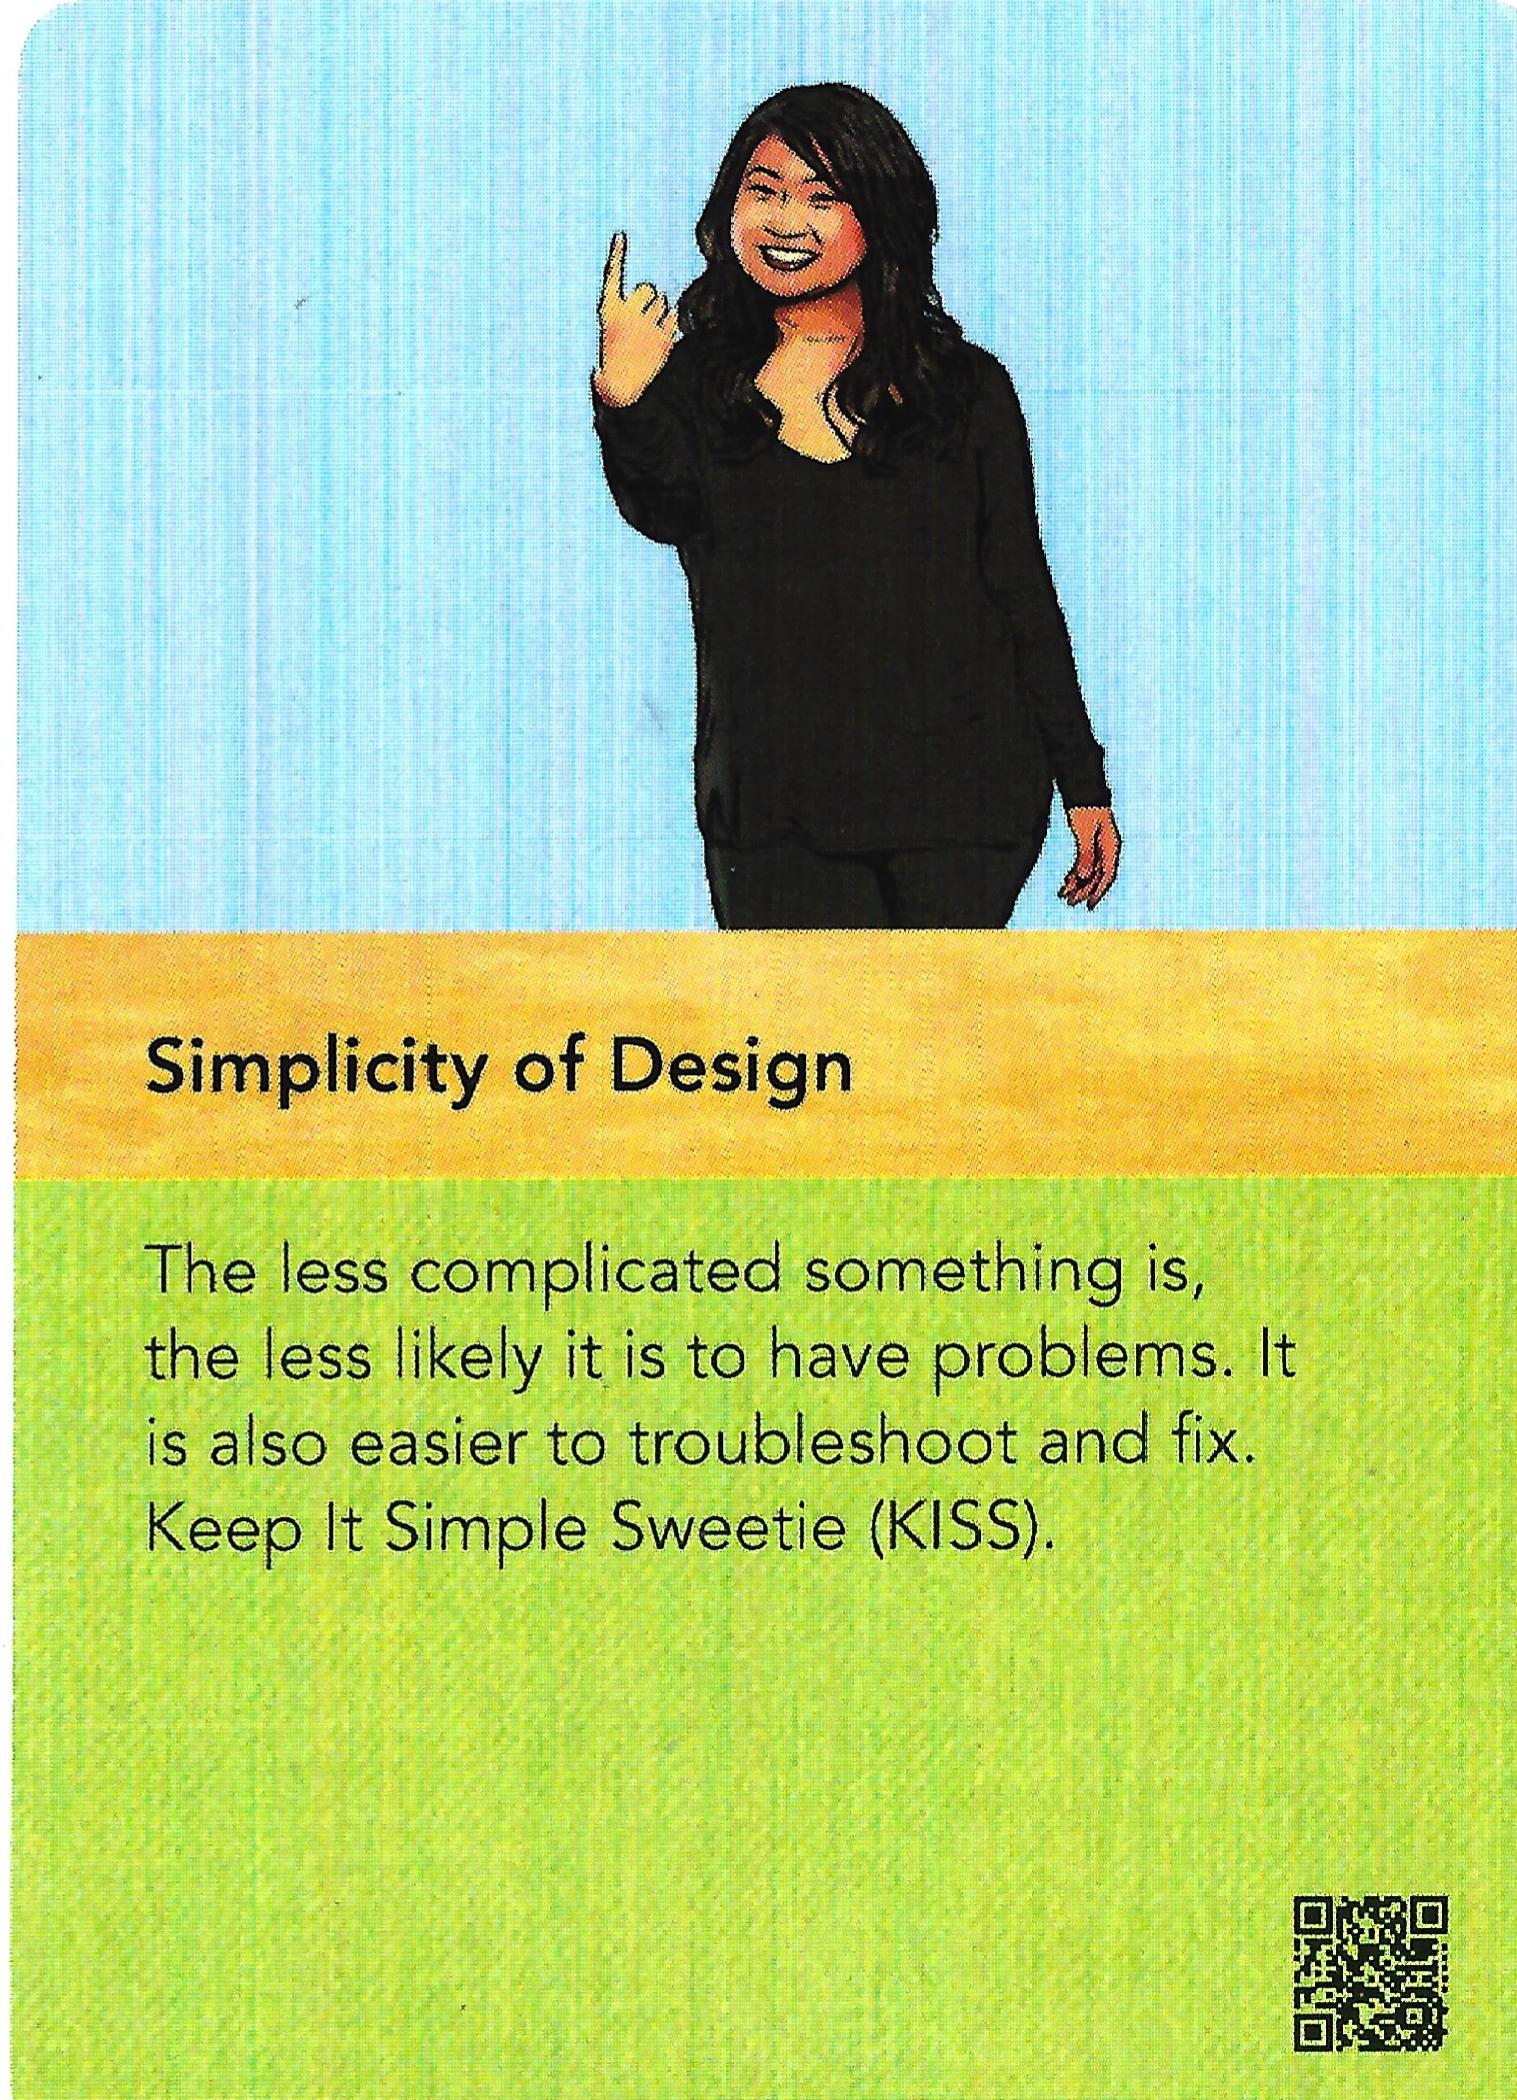 Simplicity of Design
The less complicated something is,
the less likely it is to have problems. It
is also easier to troubleshoot and fix.
Keep It Simple Sweetie (KISS).